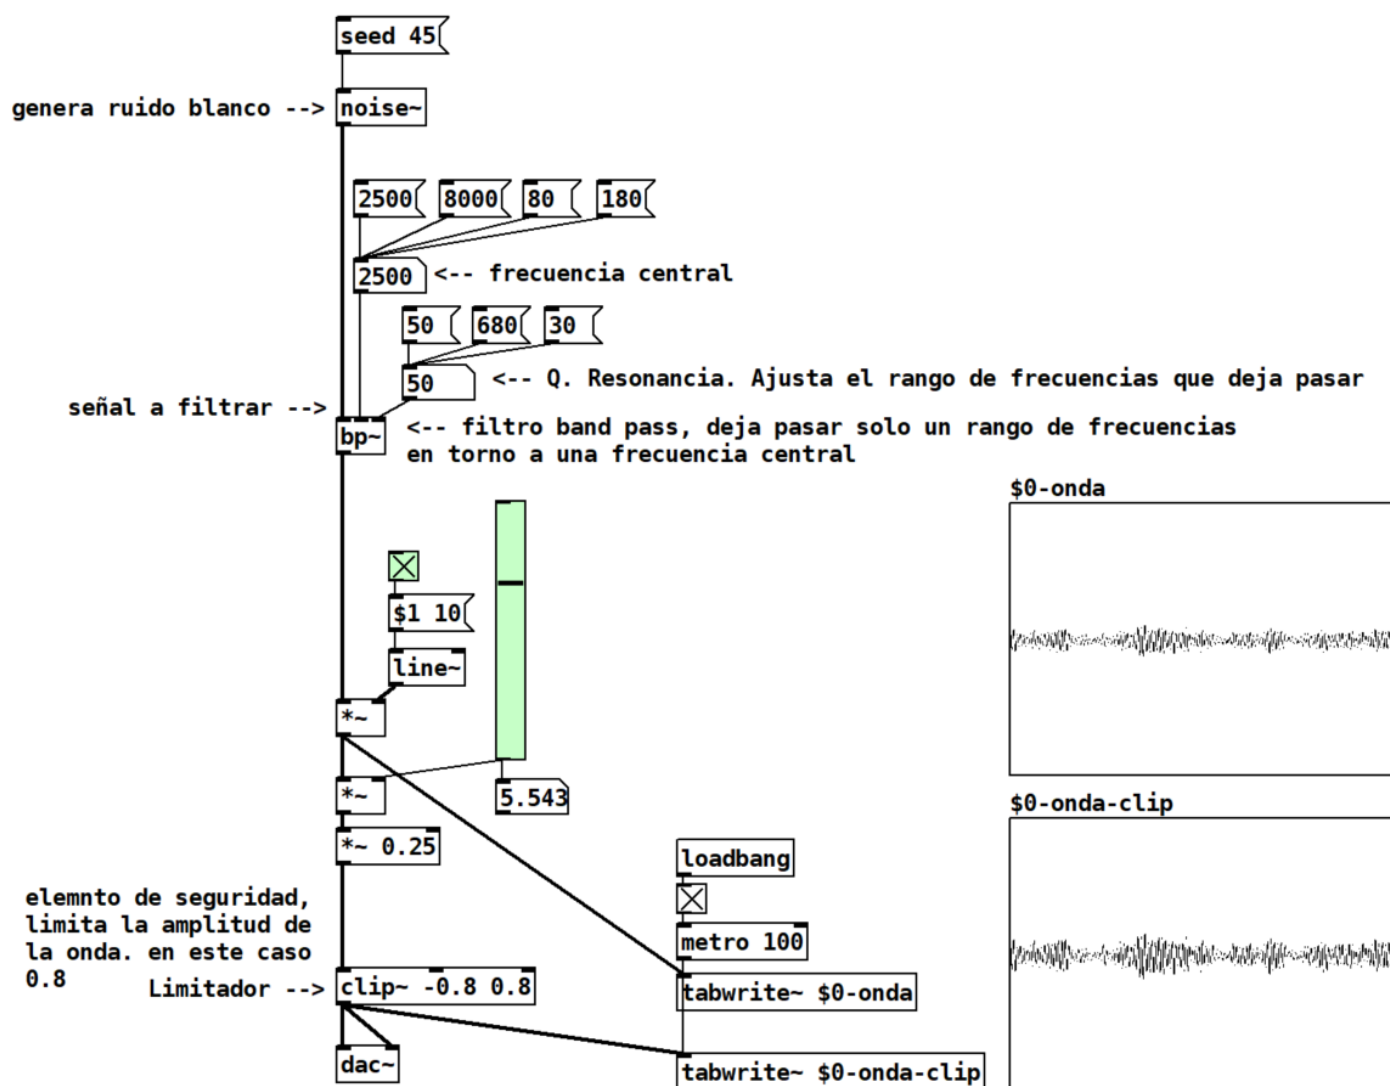 seed 45
genera ruido blanco -->
noise~
2500
8000
80
180
2500
<-- frecuencia central
50
680
30
50
<-- Q. Resonancia. Ajusta el rango de frecuencias que deja pasar
señal a filtrar -->
bp~
<-- filtro band pass, deja pasar solo un rango de frecuencias
en torno a una frecuencia central
$0-onda
$1 10
line~
*~
*~
5.543
$0-onda-clip
*~ 0.25
loadbang
elemnto de seguridad,
limita la amplitud de
la onda. en este caso
0.8
metro 100
Limitador -->
clip~ -0.8 0.8
tabwrite~ $0-onda
dac~
tabwrite~ $0-onda-clip